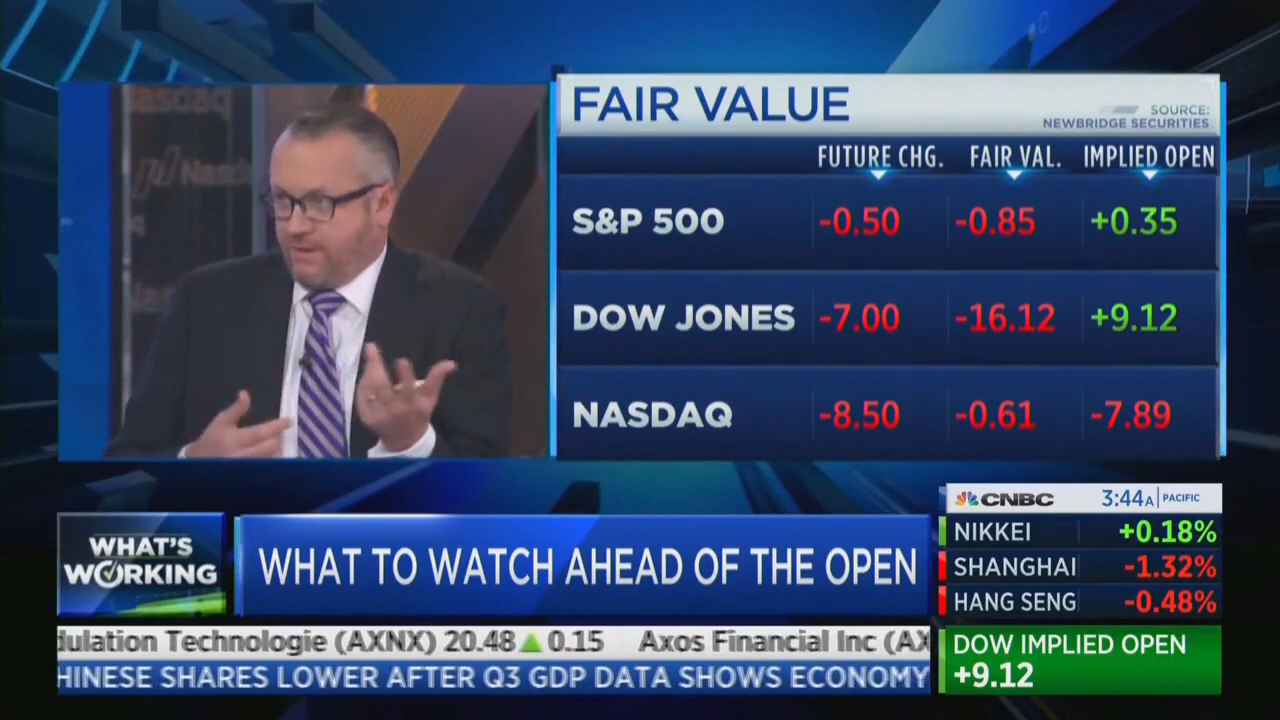 Nasdaq
FAIR VALUE
SOURCE:
NEWBRIDGE SECURITIES
FUTURE CHG. FAIR VAL. IMPLIED OPEN
S&P 500 -0.50 -0.85 +0.35
DOW JONES -7.00 -16.12 +9.12
NASDAQ -8.50 -0.61 -7.89
WHAT'S
WORKING
WHAT TO WATCH AHEAD OF THE OPEN
CNBC 3:44A PACIFIC
NIKKEI +0.18%
SHANGHAI -1.32%
HANG SENG -0.48%
DOW IMPLIED OPEN
+9.12
dulation Technologie (AXNX) 20.48▲0.15 Axos Financial Inc (AX
HINESE SHARES LOWER AFTER Q3 GDP DATA SHOWS ECONOMY